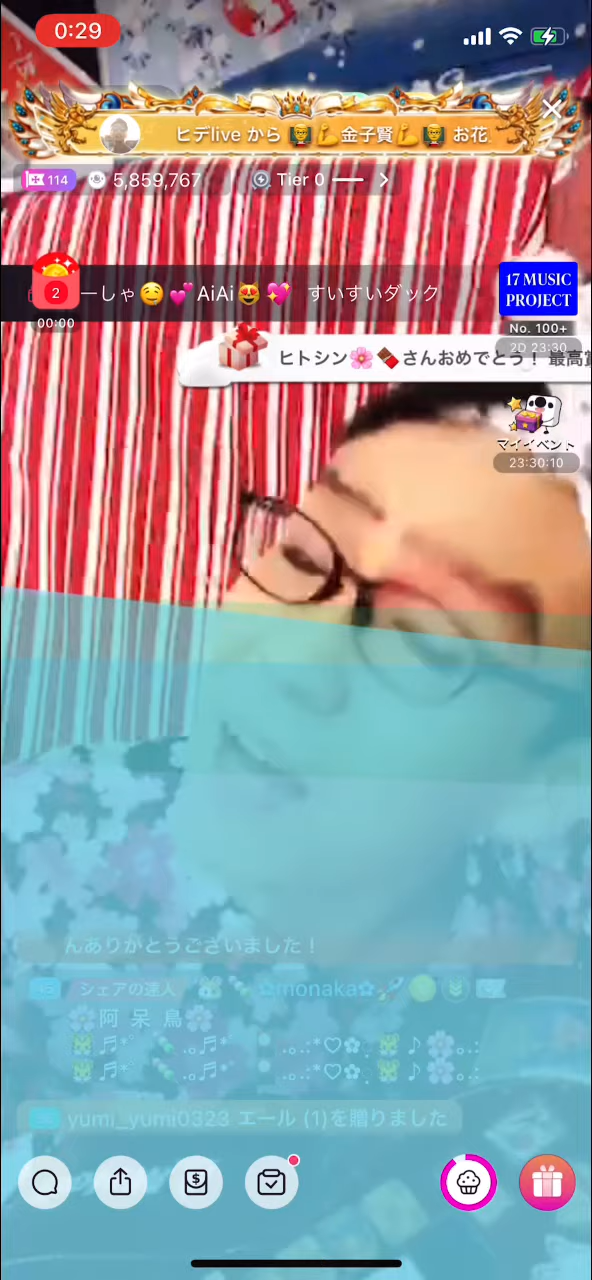 0:29
ヒデlive から 👨‍🏫💪金子賢💪👨‍🏫 お花
114
5,859,767
Tier 0
17 MUSIC
PROJECT
2
ーしゃ🤤💕AiAi😻💖 すいすいダック
No. 100+
00:00
2D 23:30
ヒトシン🌸🍫さんおめでとう！ 最高
マイイベント
23:30:10
んありがとうございました！
シェアの達人 ✿monaka✿🚀
🌸阿 呆 鳥🌸
yumi_yumi0323 エール (1)を贈りました